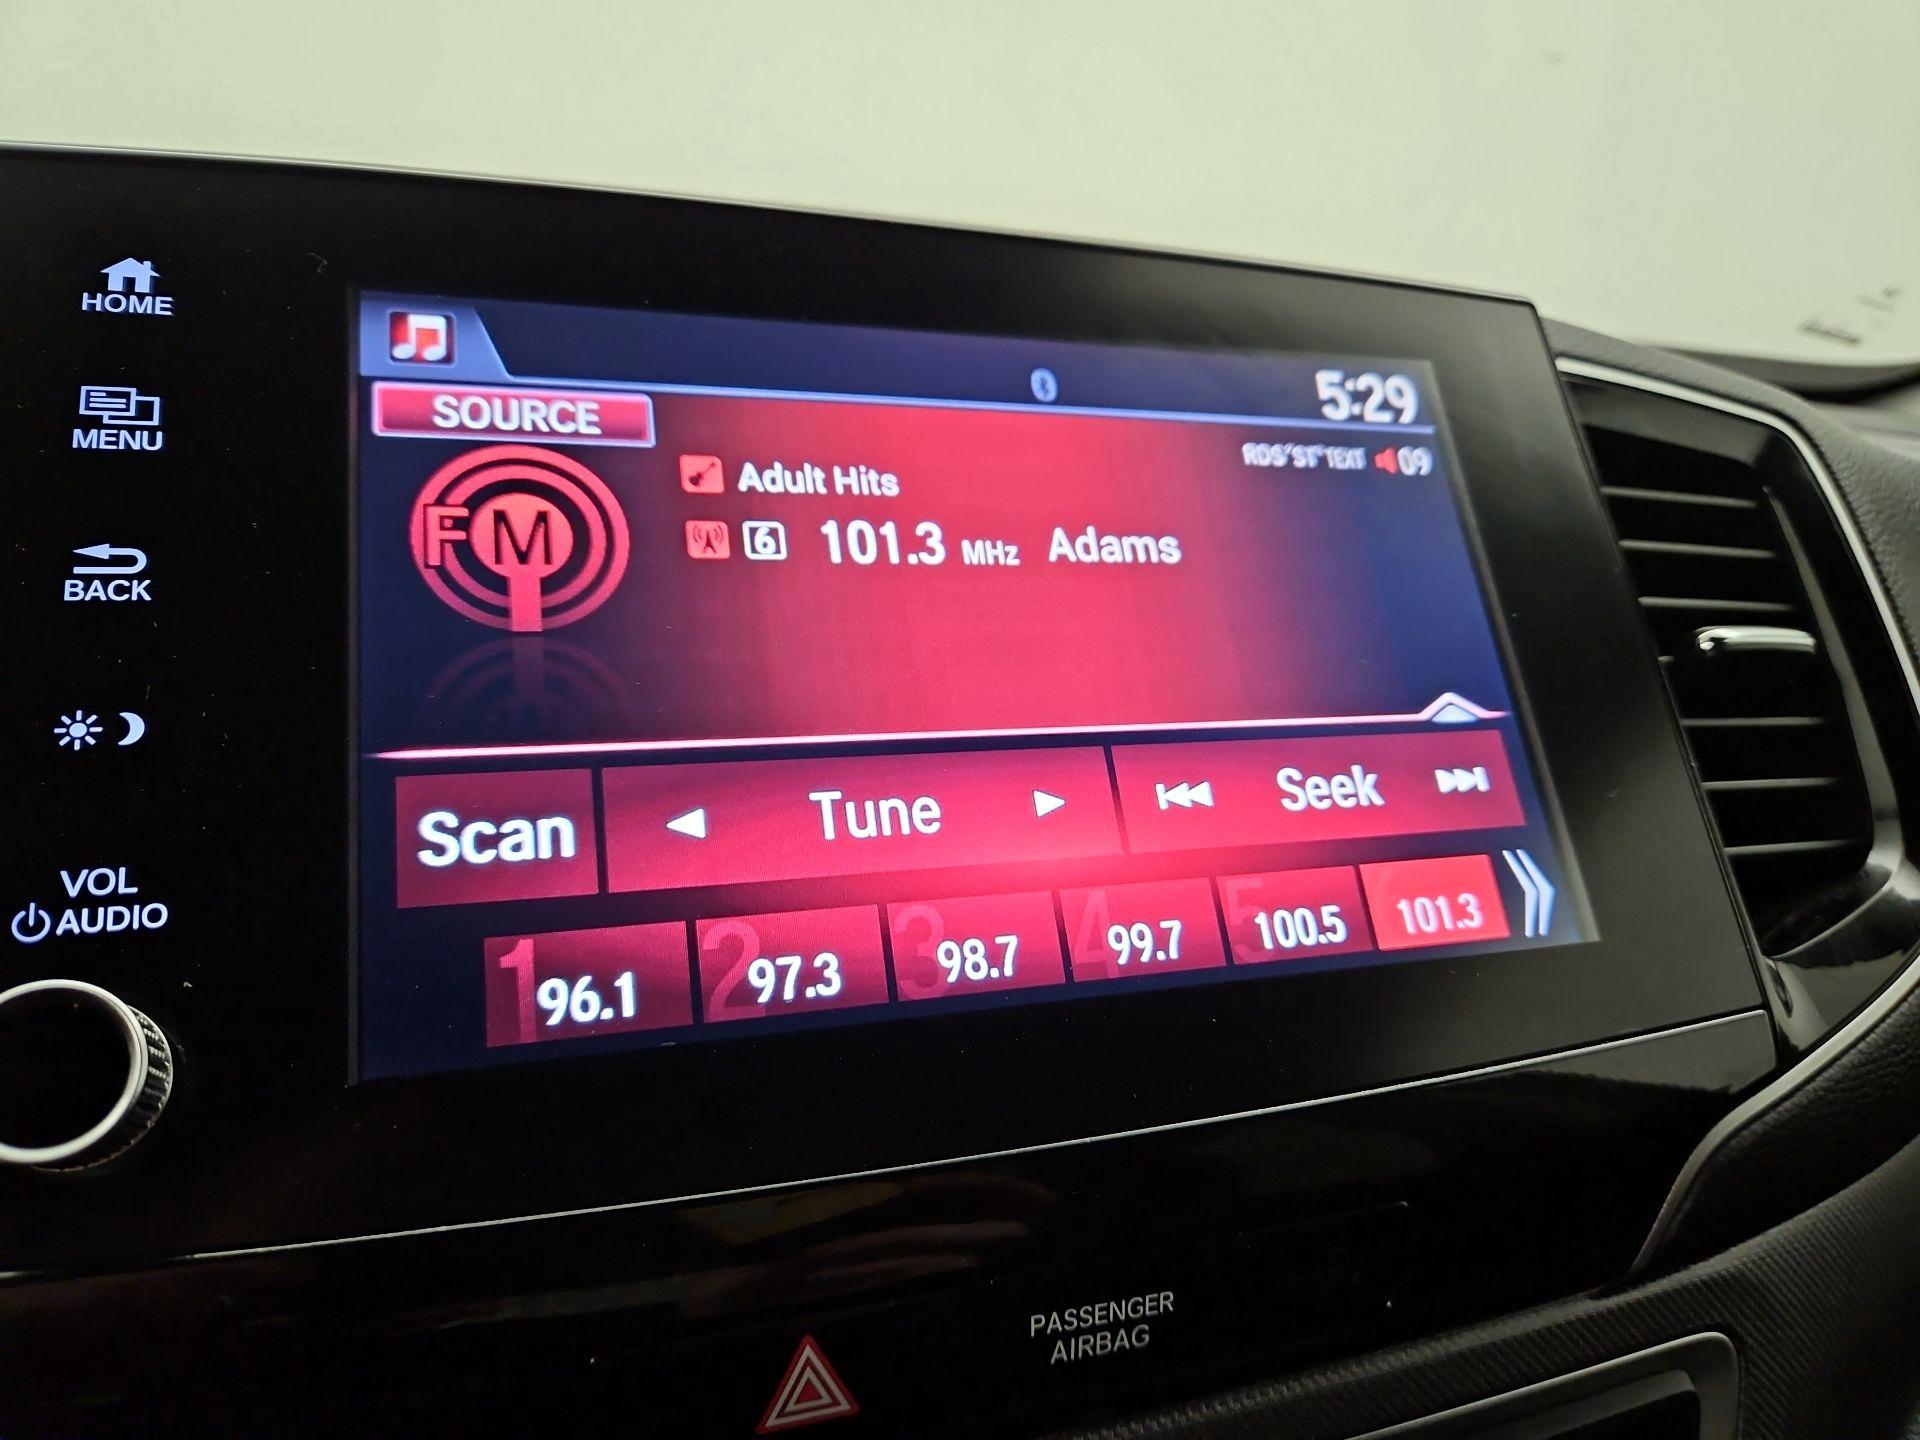 HOME
MENU
BACK
VOL
AUDIO
5:29
SOURCE
RDS ST TEXT 09
FM
Adult Hits
6 101.3 MHz Adams
Scan
Tune
Seek
1 96.1
2 97.3
3 98.7
4 99.7
5 100.5
101.3
PASSENGER
AIRBAG